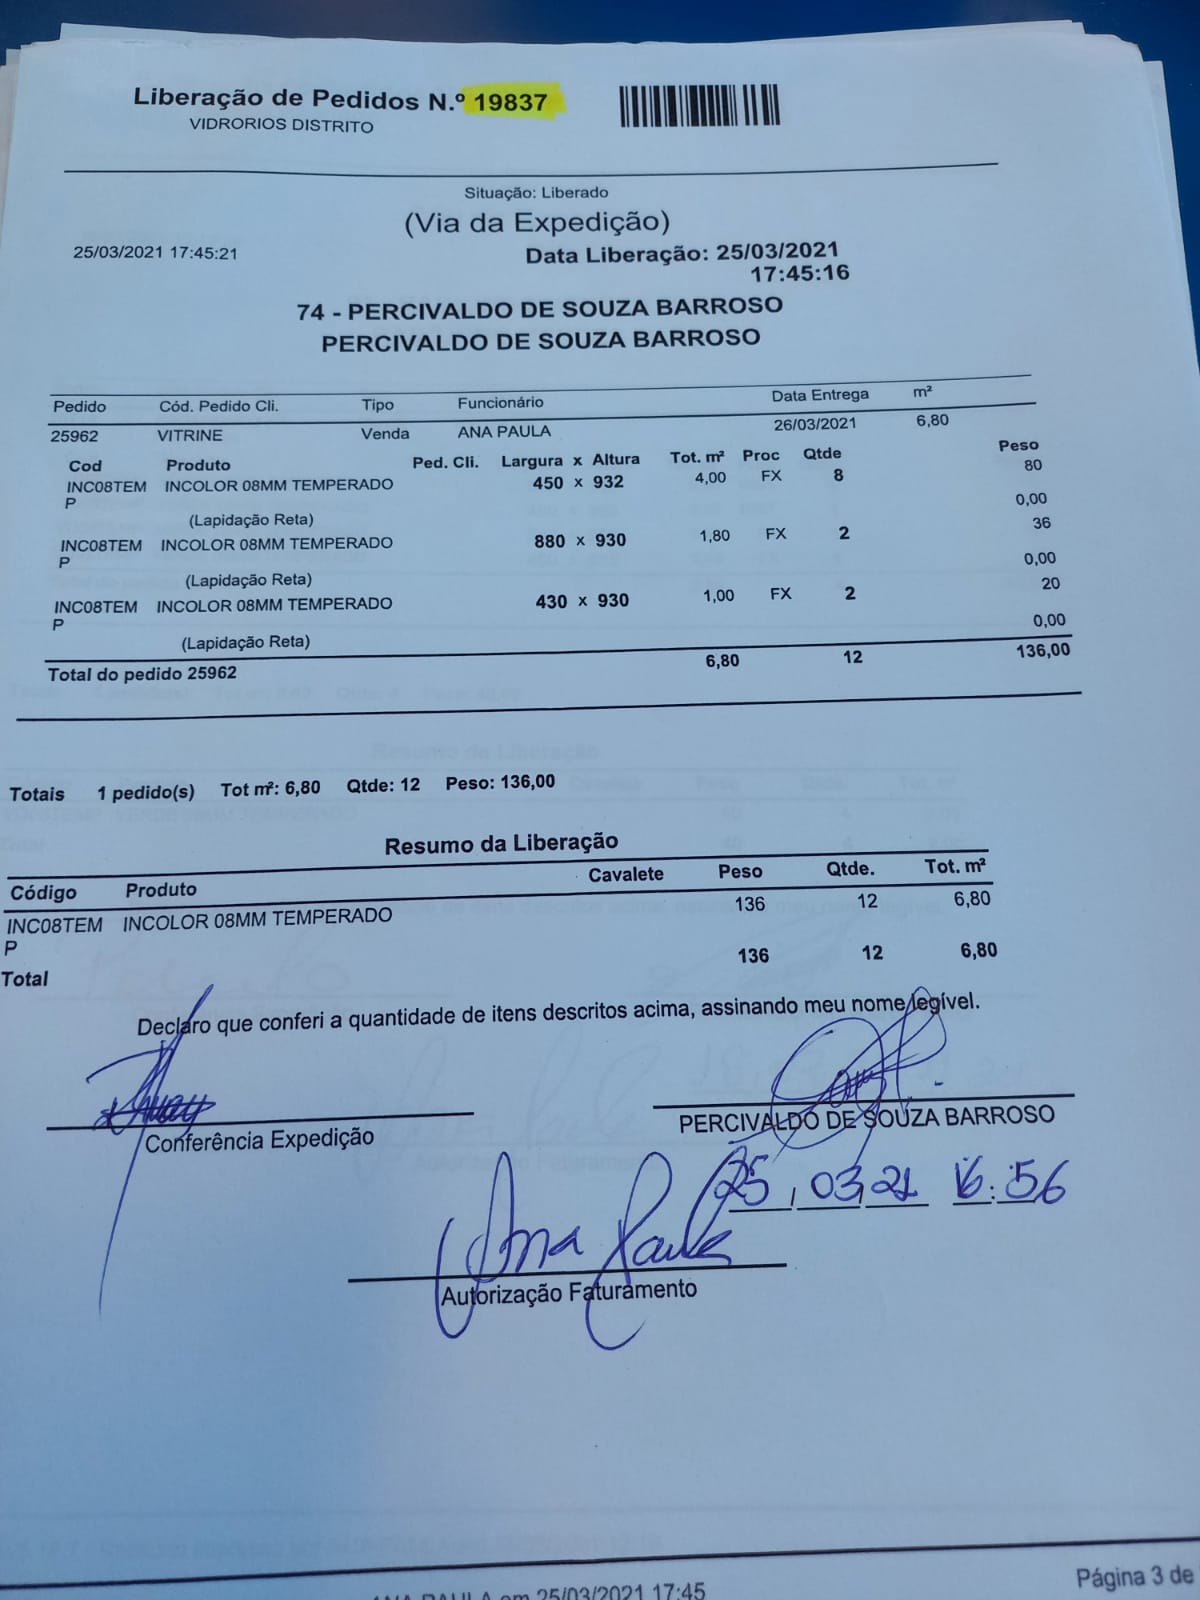 Liberação de Pedidos N.º 19837
VIDRORIOS DISTRITO
Situação: Liberado
(Via da Expedição)
25/03/2021 17:45:21
Data Liberação: 25/03/2021
17:45:16
74 - PERCIVALDO DE SOUZA BARROSO
PERCIVALDO DE SOUZA BARROSO
Pedido Cód. Pedido Cli. Tipo Funcionário Data Entrega m²
25962 VITRINE Venda ANA PAULA 26/03/2021 6,80
Cod Produto Ped. Cli. Largura x Altura Tot. m² Proc Qtde Peso
INC08TEM INCOLOR 08MM TEMPERADO 450 x 932 4,00 FX 8 80
P
(Lapidação Reta) 0,00
INC08TEM INCOLOR 08MM TEMPERADO 880 x 930 1,80 FX 2 36
P
(Lapidação Reta) 0,00
INC08TEM INCOLOR 08MM TEMPERADO 430 x 930 1,00 FX 2 20
P
(Lapidação Reta) 0,00
Total do pedido 25962 6,80 12 136,00
Totais 1 pedido(s) Tot m²: 6,80 Qtde: 12 Peso: 136,00
Resumo da Liberação
Código Produto Cavalete Peso Qtde. Tot. m²
INC08TEM INCOLOR 08MM TEMPERADO 136 12 6,80
P
Total 136 12 6,80
Declaro que conferi a quantidade de itens descritos acima, assinando meu nome legível.
Conferência Expedição
PERCIVALDO DE SOUZA BARROSO
25/03/21 16:56
Ana Paula
Autorização Faturamento
ANA PAULA em 25/03/2021 17:45
Página 3 de